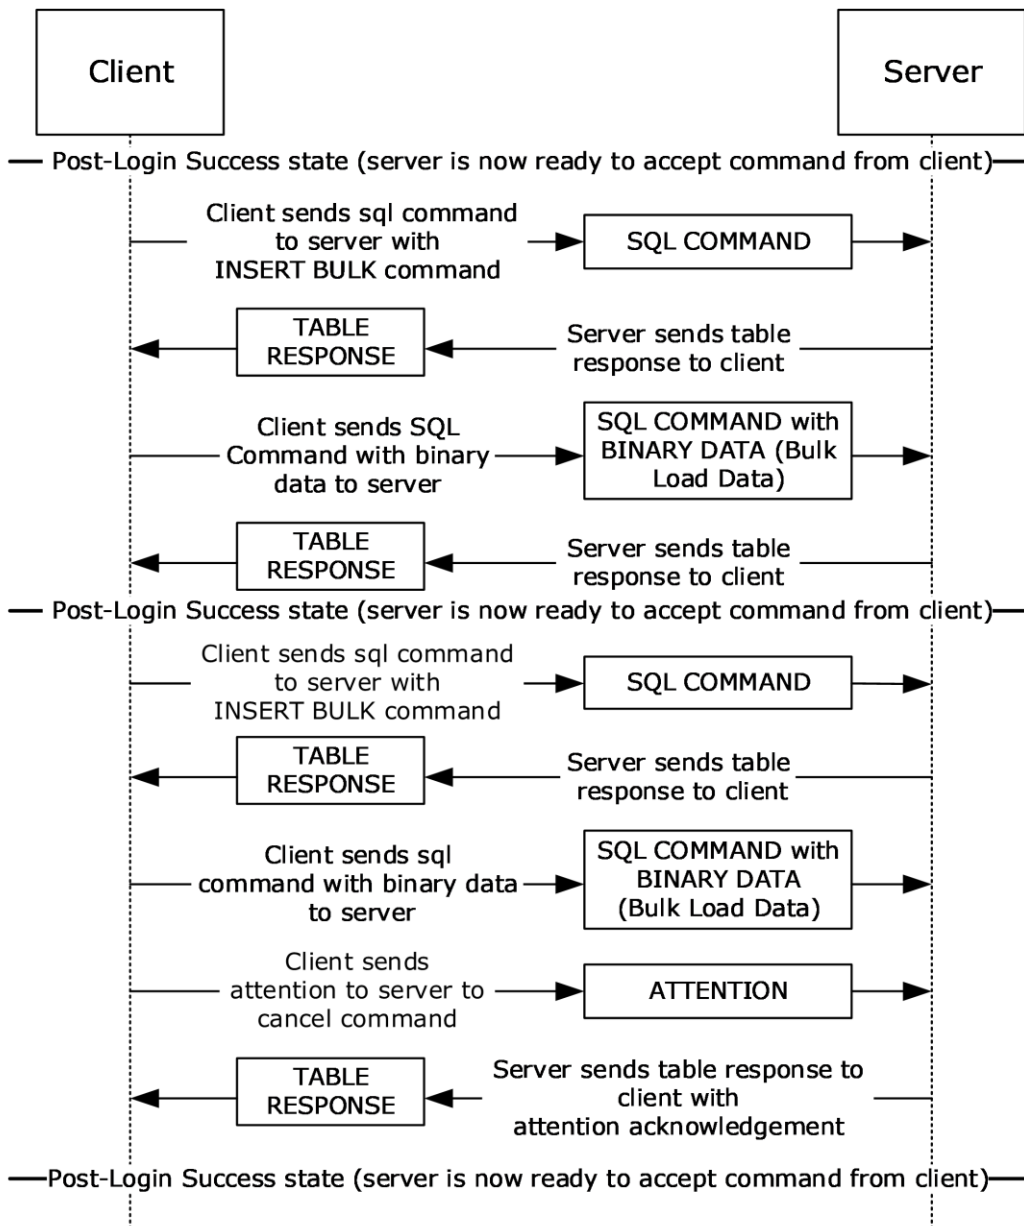 Client
Server
Post-Login Success state (server is now ready to accept command from client)
Client sends sql command
to server with
INSERT BULK command
SQL COMMAND
TABLE
RESPONSE
Server sends table
response to client
Client sends SQL
Command with binary
data to server
SQL COMMAND with
BINARY DATA (Bulk
Load Data)
TABLE
RESPONSE
Server sends table
response to client
Post-Login Success state (server is now ready to accept command from client)
Client sends sql command
to server with
INSERT BULK command
SQL COMMAND
TABLE
RESPONSE
Server sends table
response to client
Client sends sql
command with binary data
to server
SQL COMMAND with
BINARY DATA
(Bulk Load Data)
Client sends
attention to server to
cancel command
ATTENTION
TABLE
RESPONSE
Server sends table response to
client with
attention acknowledgement
Post-Login Success state (server is now ready to accept command from client)